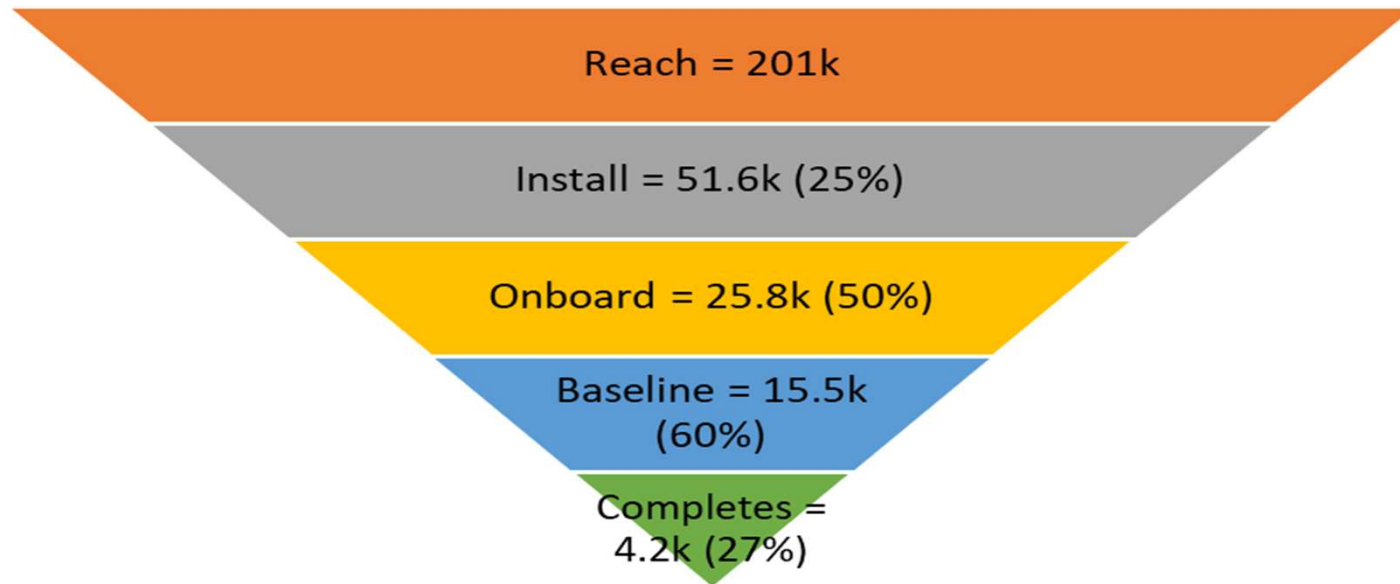 Reach = 201k
Install = 51.6k (25%)
Onboard = 25.8k (50%)
Baseline = 15.5k
(60%)
Completes =
4.2k (27%)